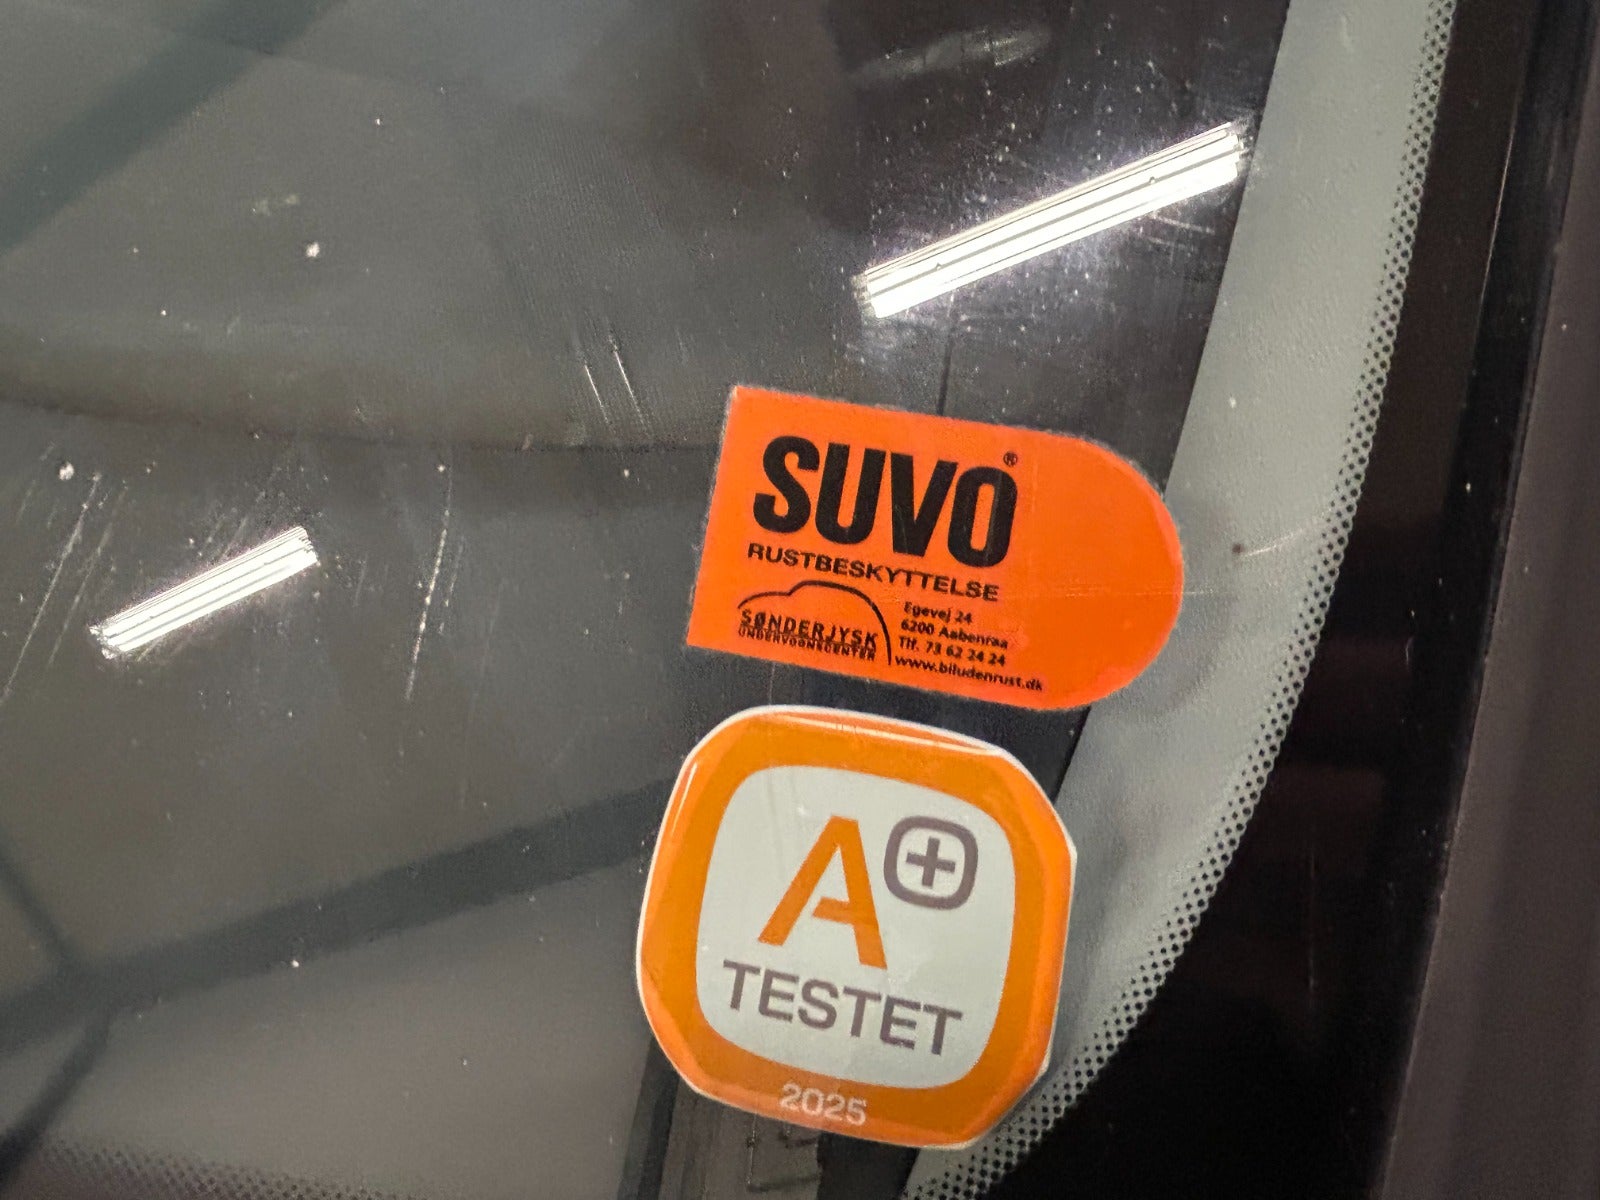 SUVO®
RUSTBESKYTTELSE
SØNDERJYSK
UNDERVOGNSCENTER
Egevej 24
6200 Aabenraa
Tlf. 73 62 24 24
www.biludenrust.dk
A+
TESTET
2025